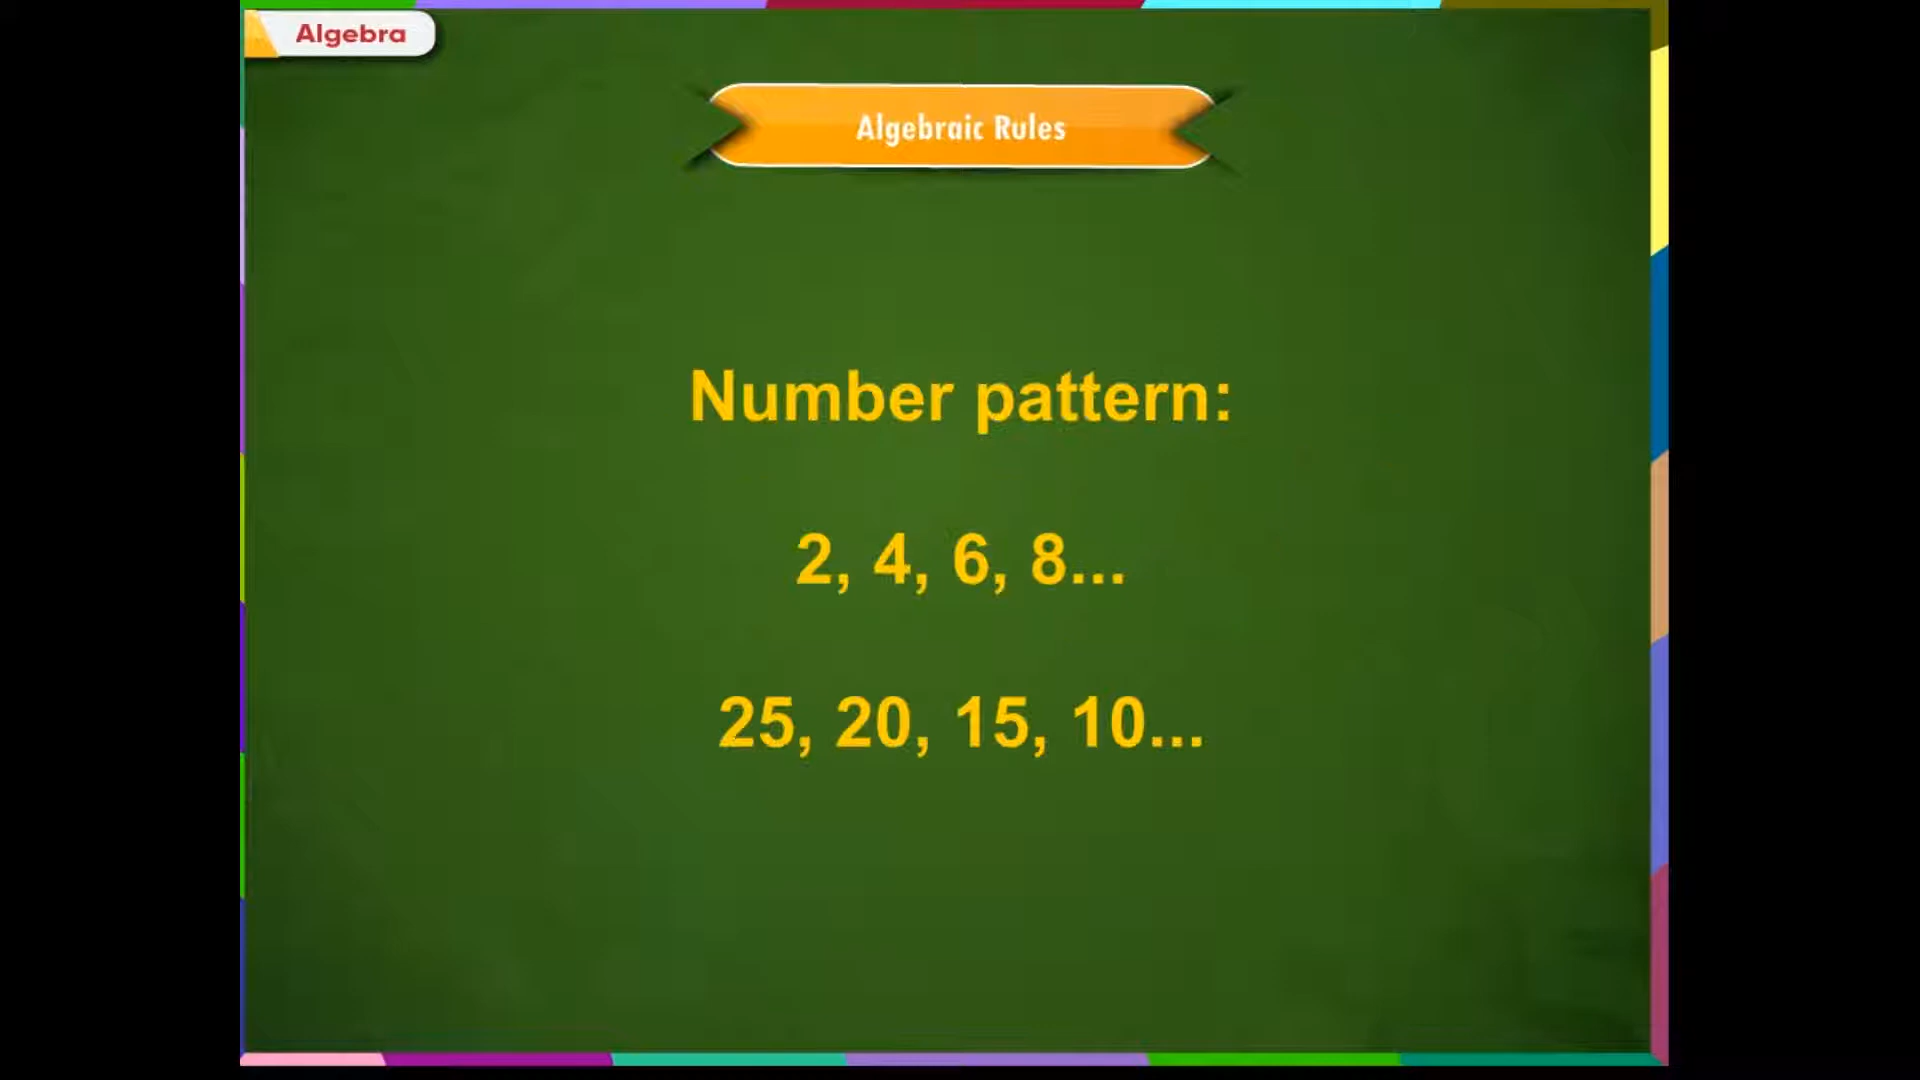 Algebra
Algebraic Rules
Number pattern:
2, 4, 6, 8...
25, 20, 15, 10...